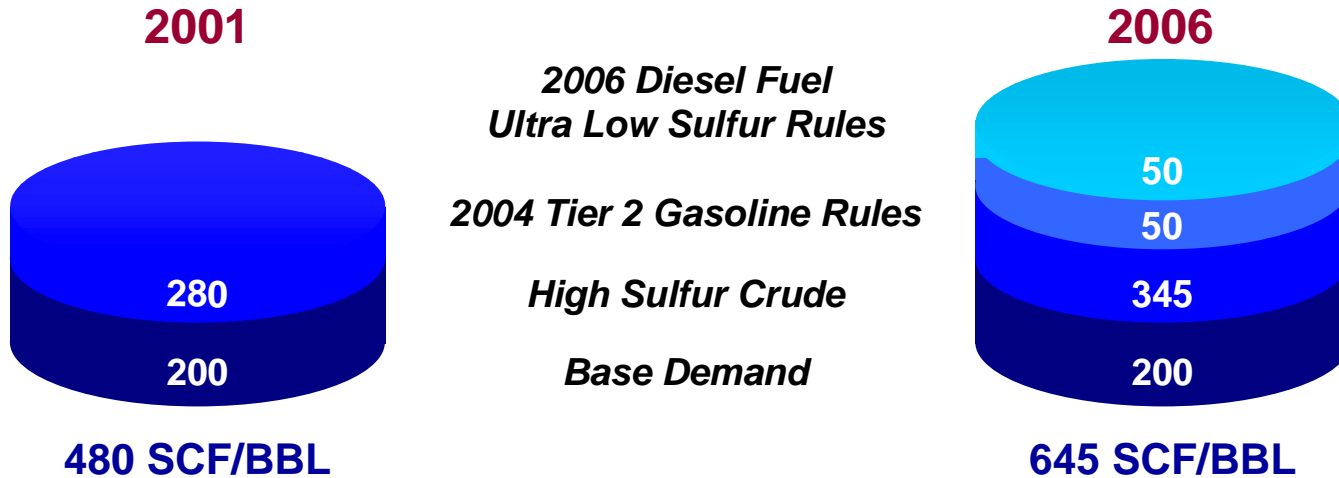 2001
280
200
480 SCF/BBL
2006 Diesel Fuel
Ultra Low Sulfur Rules
2004 Tier 2 Gasoline Rules
High Sulfur Crude
Base Demand
2006
50
50
345
200
645 SCF/BBL